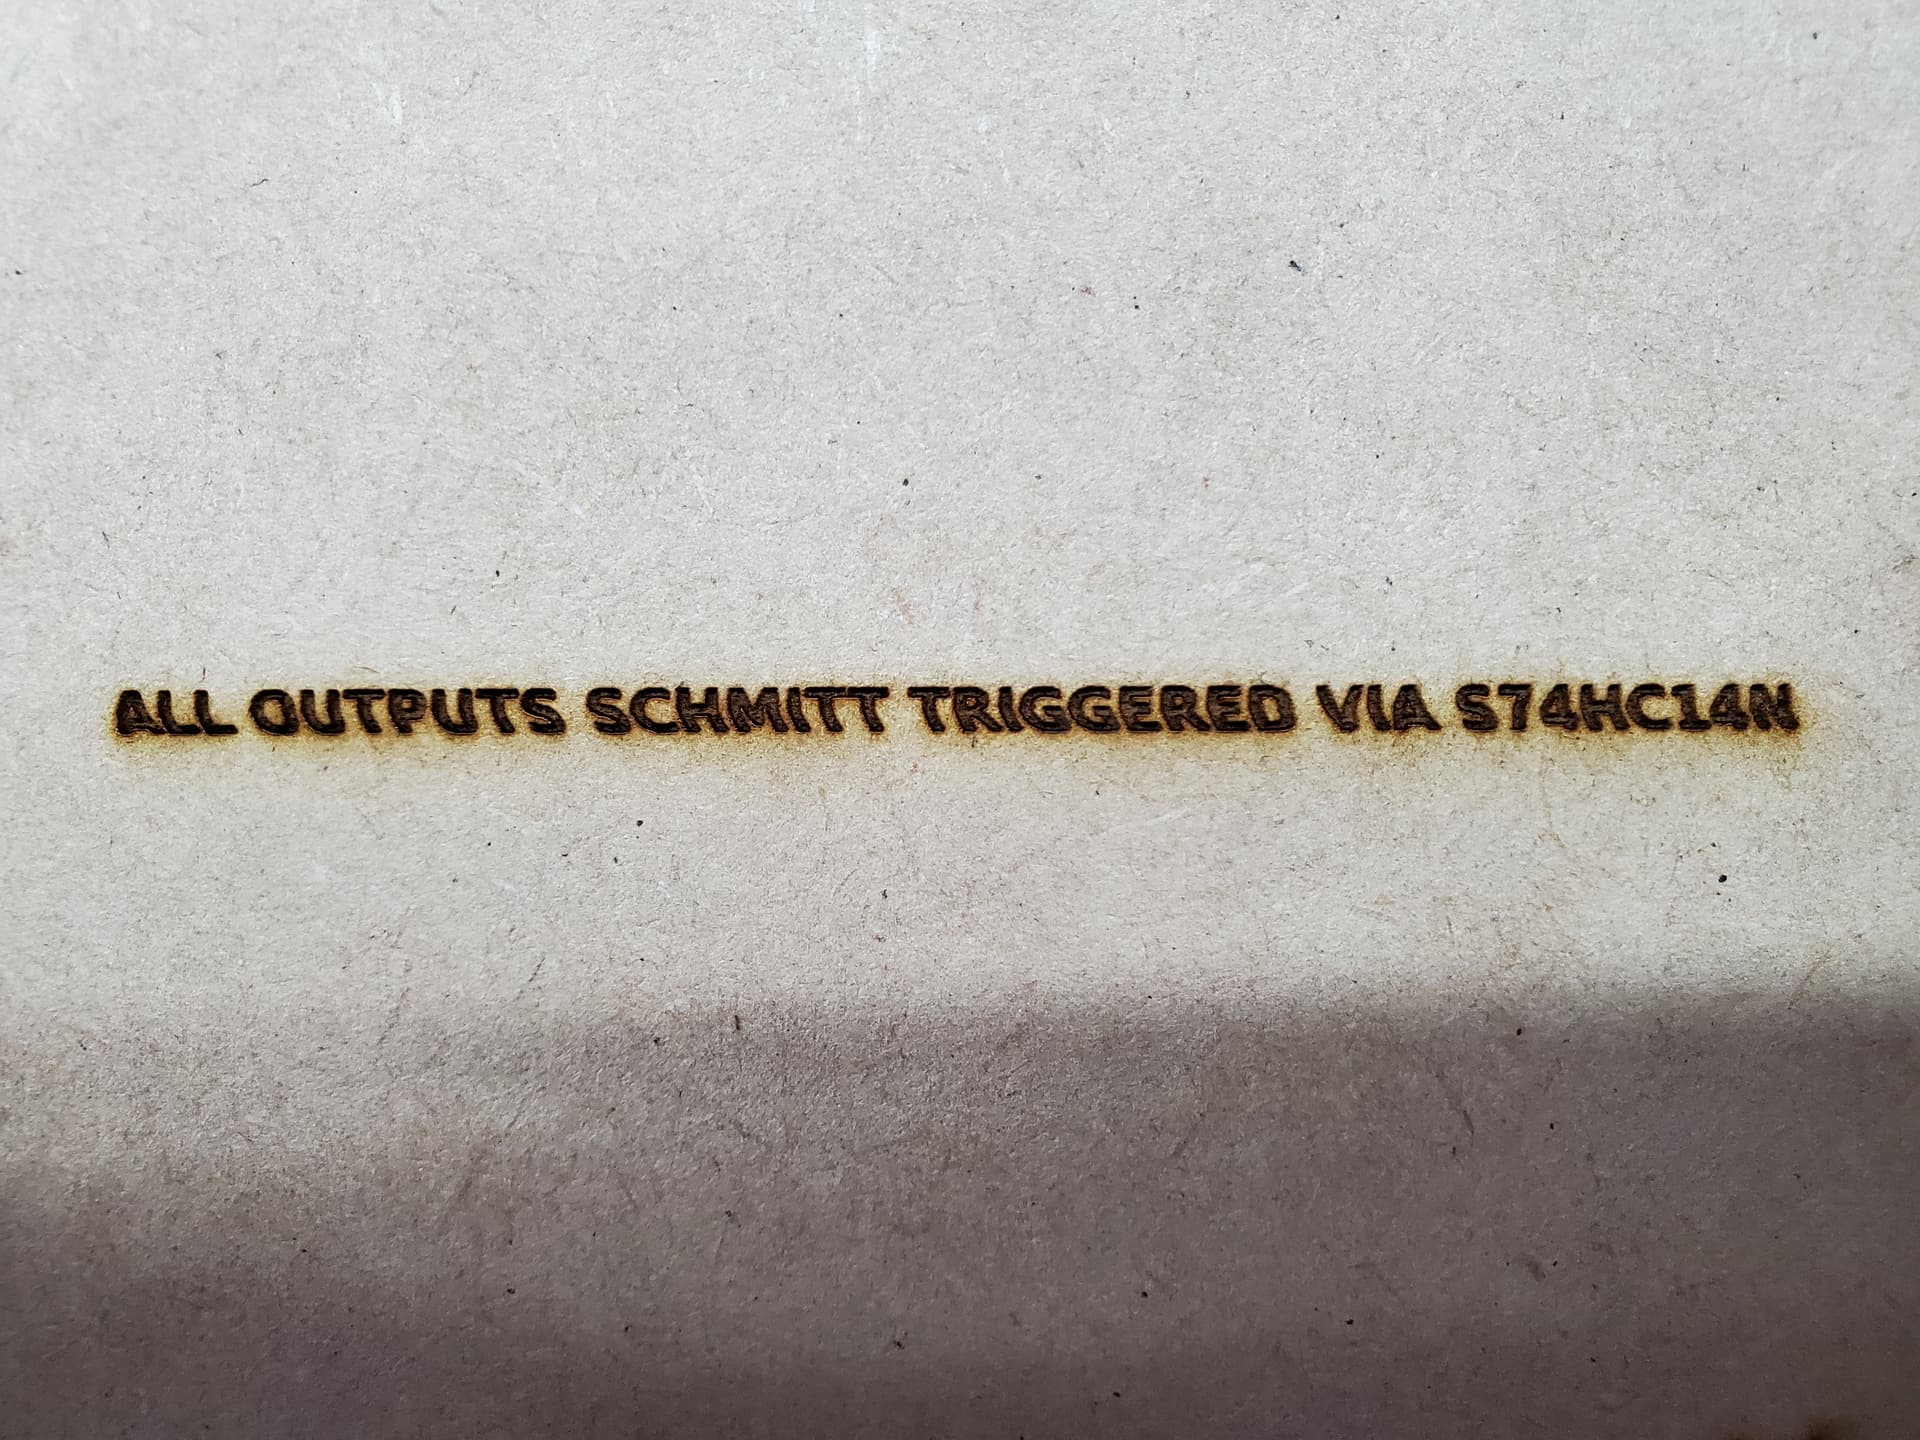 ALL OUTPUTS SCHMITT TRIGGERED VIA S74HC14N